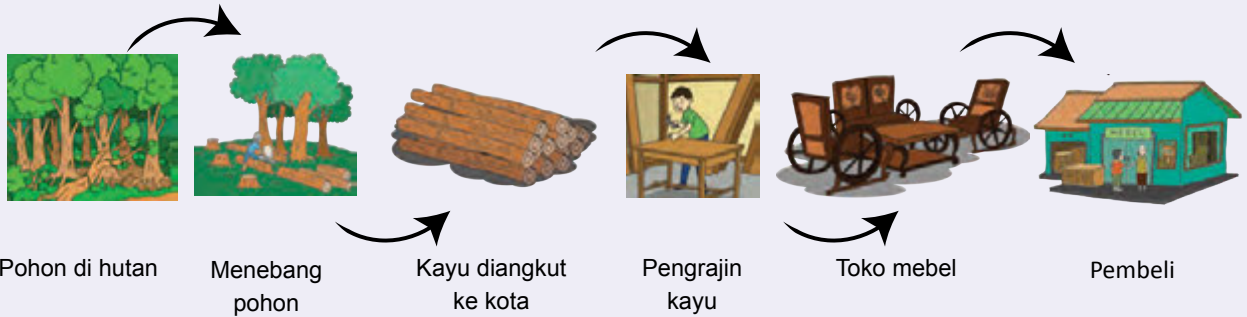 MEBEL
Pohon di hutan
Menebang
pohon
Kayu diangkut
ke kota
Pengrajin
kayu
Toko mebel
Pembeli